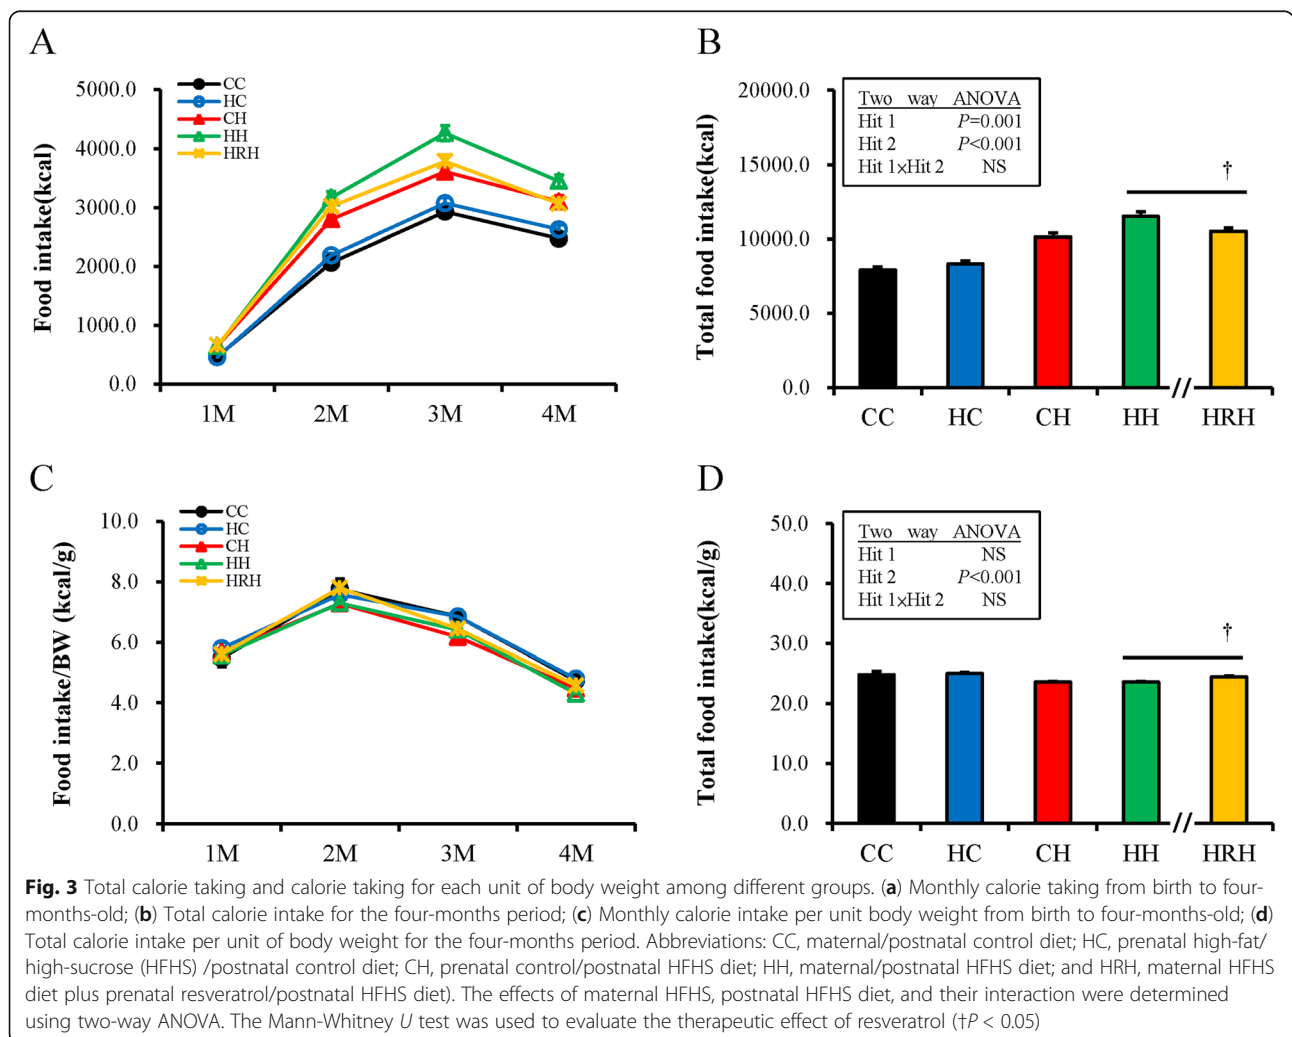 A
5000.0
4000.0
3000.0
2000.0
1000.0
0.0
Food intake(kcal)
CC
HC
CH
HH
HRH
1M 2M 3M 4M
B
20000.0
15000.0
10000.0
5000.0
0.0
Total food intake(kcal)
Two way ANOVA
Hit 1 P=0.001
Hit 2 P<0.001
Hit 1×Hit 2 NS
†
CC HC CH HH // HRH
C
10.0
8.0
6.0
4.0
2.0
0.0
Food intake/BW (kcal/g)
CC
HC
CH
HH
HRH
1M 2M 3M 4M
D
50.0
40.0
30.0
20.0
10.0
0.0
Total food intake(kcal/g)
Two way ANOVA
Hit 1 NS
Hit 2 P<0.001
Hit 1×Hit 2 NS
†
CC HC CH HH // HRH
Fig. 3 Total calorie taking and calorie taking for each unit of body weight among different groups. (a) Monthly calorie taking from birth to four-
months-old; (b) Total calorie intake for the four-months period; (c) Monthly calorie intake per unit body weight from birth to four-months-old; (d)
Total calorie intake per unit of body weight for the four-months period. Abbreviations: CC, maternal/postnatal control diet; HC, prenatal high-fat/
high-sucrose (HFHS) /postnatal control diet; CH, prenatal control/postnatal HFHS diet; HH, maternal/postnatal HFHS diet; and HRH, maternal HFHS
diet plus prenatal resveratrol/postnatal HFHS diet). The effects of maternal HFHS, postnatal HFHS diet, and their interaction were determined
using two-way ANOVA. The Mann-Whitney U test was used to evaluate the therapeutic effect of resveratrol (†P < 0.05)